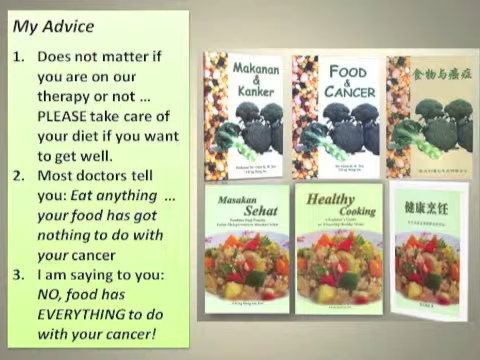 My Advice
1. Does not matter if
you are on our
therapy or not …
PLEASE take care of
your diet if you want
to get well.
2. Most doctors tell
you: Eat anything …
your food has got
nothing to do with
your cancer
3. I am saying to you:
NO, food has
EVERYTHING to do
with your cancer!
Makanan
&
Kanker
FOOD
&
CANCER
食物与癌症
Masakan
Sehat
Healthy
Cooking
健康烹饪